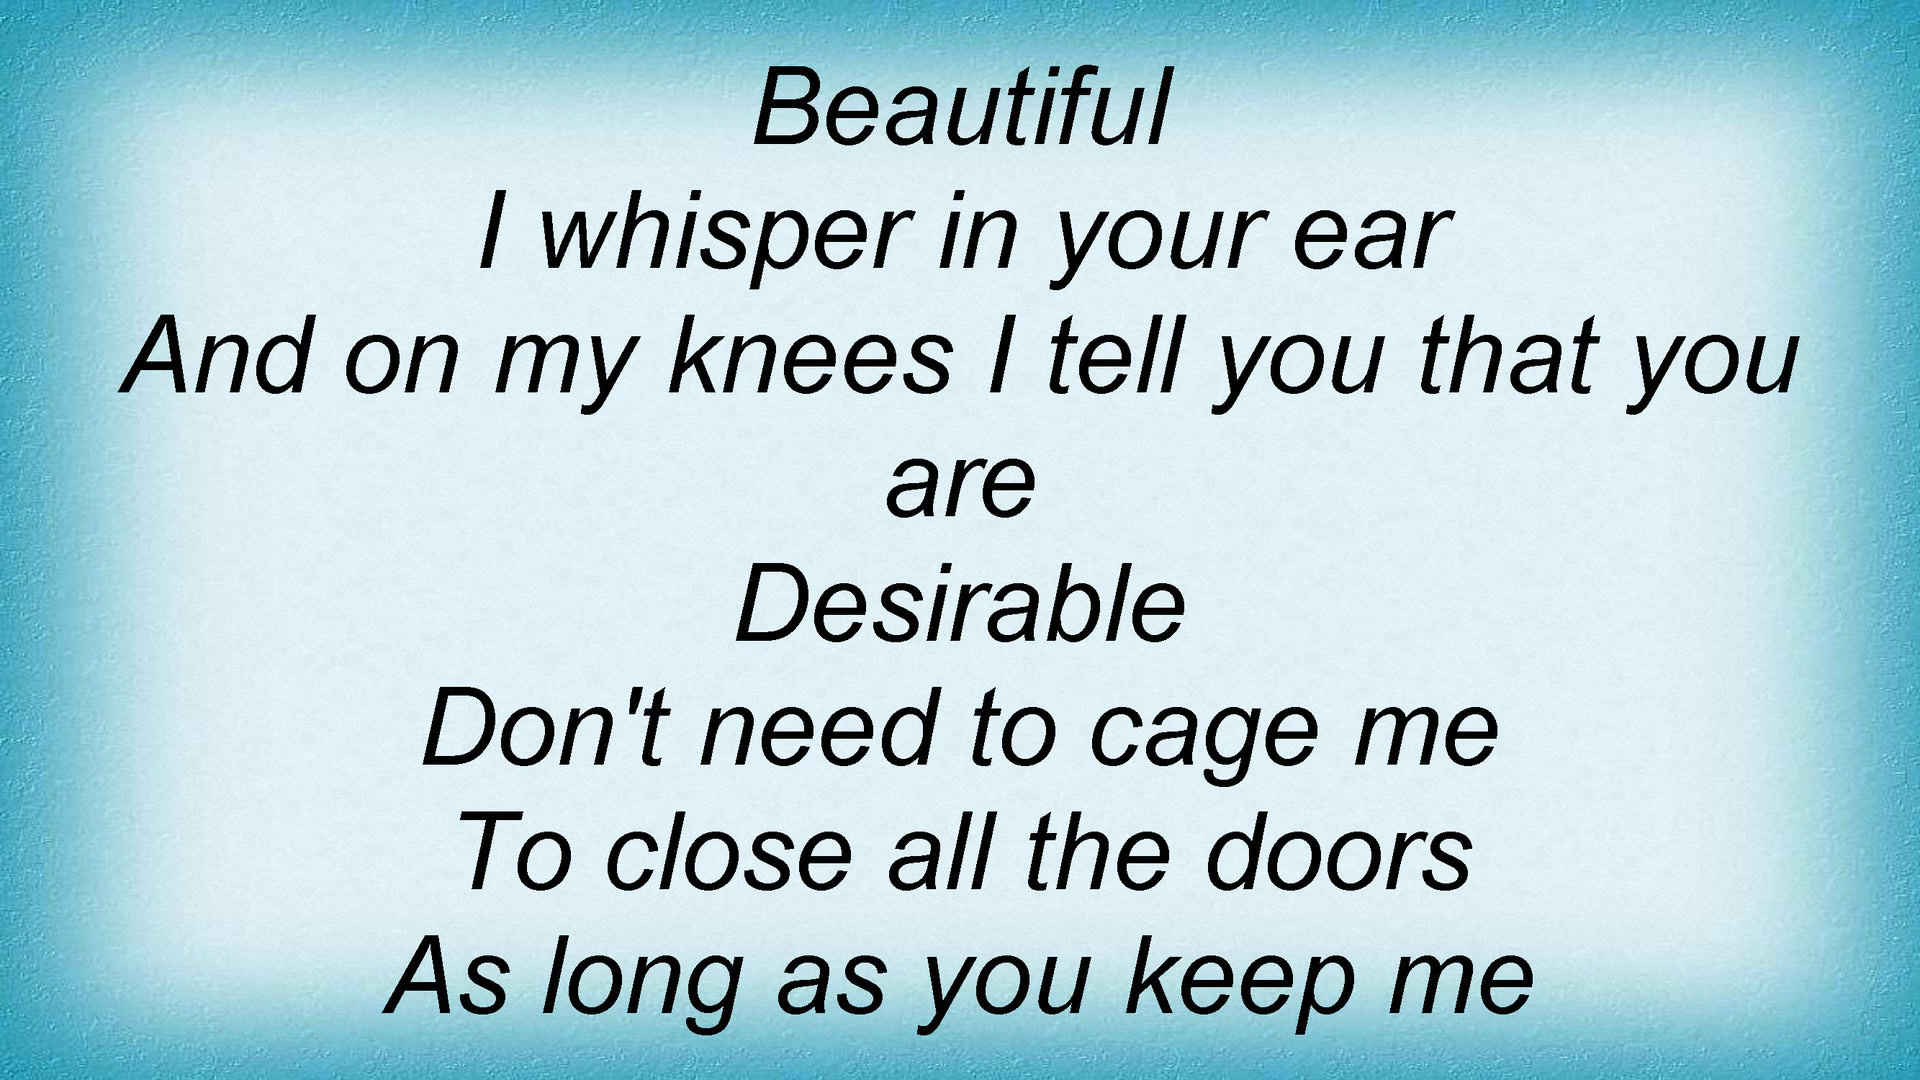 Beautiful
I whisper in your ear
And on my knees I tell you that you
are
Desirable
Don't need to cage me
To close all the doors
As long as you keep me